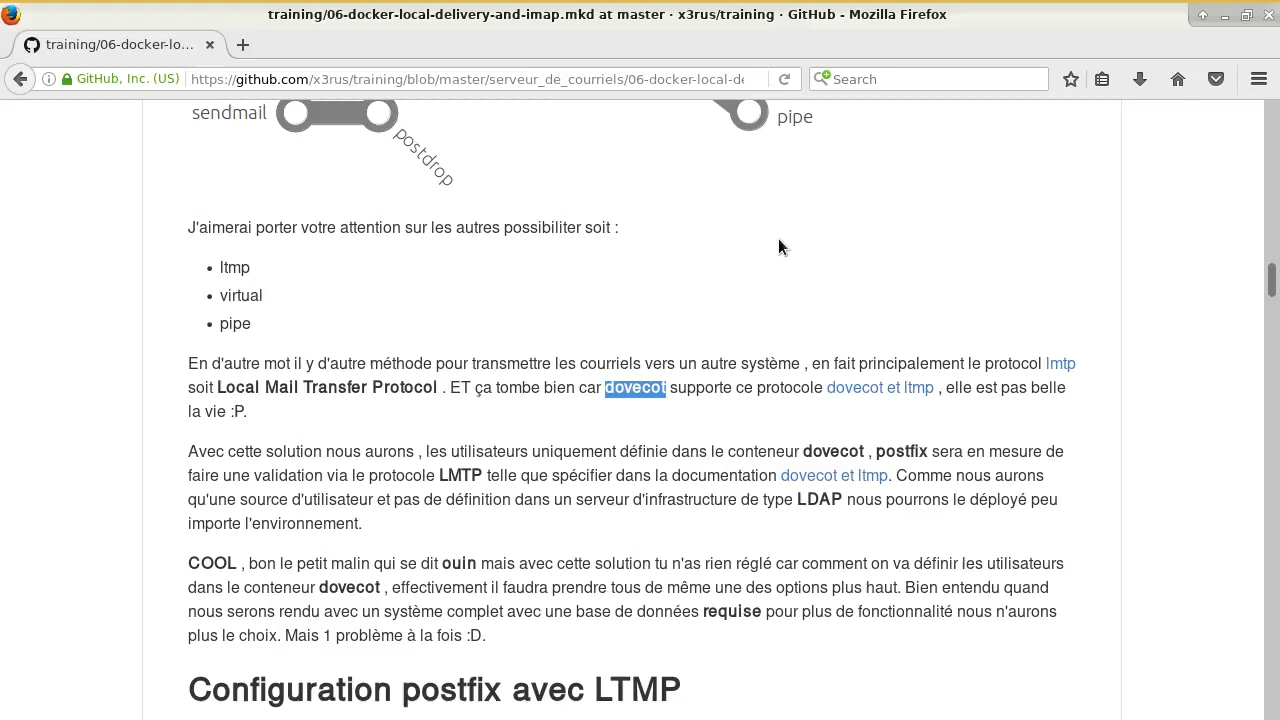 training/06-docker-local-delivery-and-imap.mkd at master · x3rus/training · GitHub - Mozilla Firefox
training/06-docker-lo...
GitHub, Inc. (US)
https://github.com/x3rus/training/blob/master/serveur_de_courriels/06-docker-local-de
Search
sendmail
postdrop
pipe
J'aimerai porter votre attention sur les autres possibiliter soit :
• ltmp
• virtual
• pipe
En d'autre mot il y d'autre méthode pour transmettre les courriels vers un autre système , en fait principalement le protocol lmtp
soit Local Mail Transfer Protocol . ET ça tombe bien car dovecot supporte ce protocole dovecot et ltmp , elle est pas belle
la vie :P.
Avec cette solution nous aurons , les utilisateurs uniquement définie dans le conteneur dovecot , postfix sera en mesure de
faire une validation via le protocole LMTP telle que spécifier dans la documentation dovecot et ltmp. Comme nous aurons
qu'une source d'utilisateur et pas de définition dans un serveur d'infrastructure de type LDAP nous pourrons le déployé peu
importe l'environnement.
COOL , bon le petit malin qui se dit ouin mais avec cette solution tu n'as rien réglé car comment on va définir les utilisateurs
dans le conteneur dovecot , effectivement il faudra prendre tous de même une des options plus haut. Bien entendu quand
nous serons rendu avec un système complet avec une base de données requise pour plus de fonctionnalité nous n'aurons
plus le choix. Mais 1 problème à la fois :D.
Configuration postfix avec LTMP